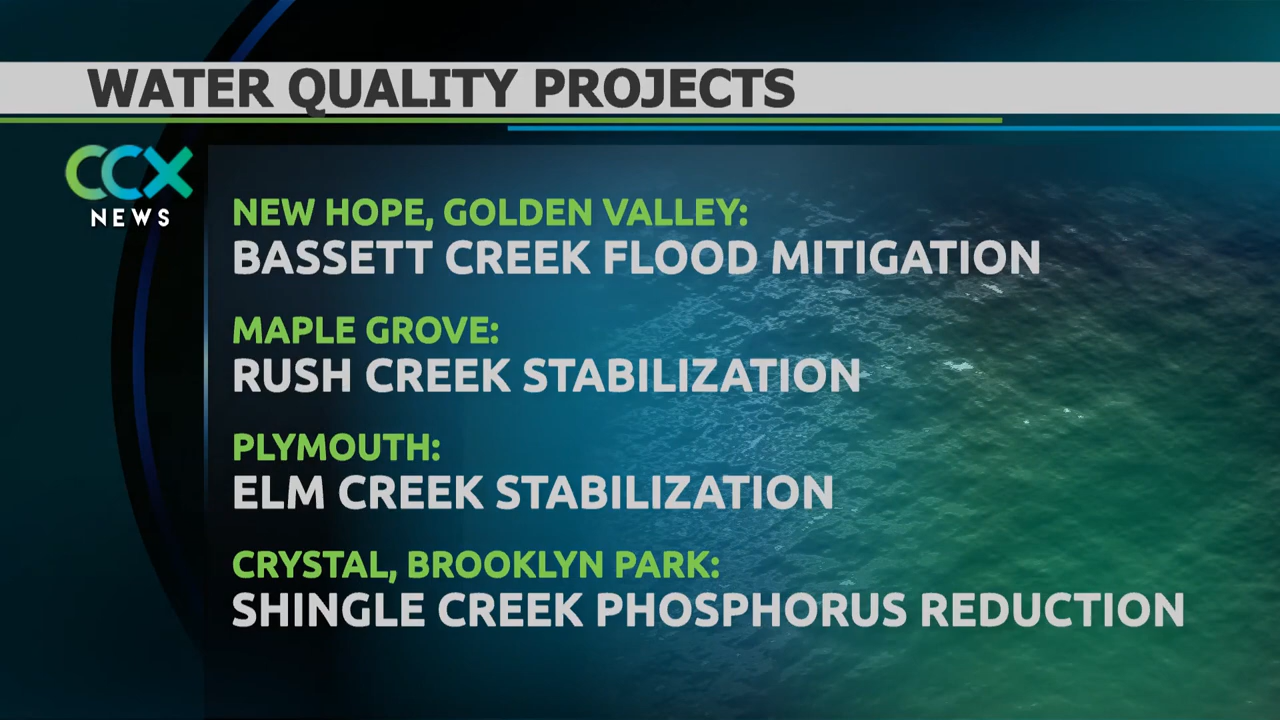 WATER QUALITY PROJECTS
CCX
NEWS
NEW HOPE, GOLDEN VALLEY:
BASSETT CREEK FLOOD MITIGATION
MAPLE GROVE:
RUSH CREEK STABILIZATION
PLYMOUTH:
ELM CREEK STABILIZATION
CRYSTAL, BROOKLYN PARK:
SHINGLE CREEK PHOSPHORUS REDUCTION